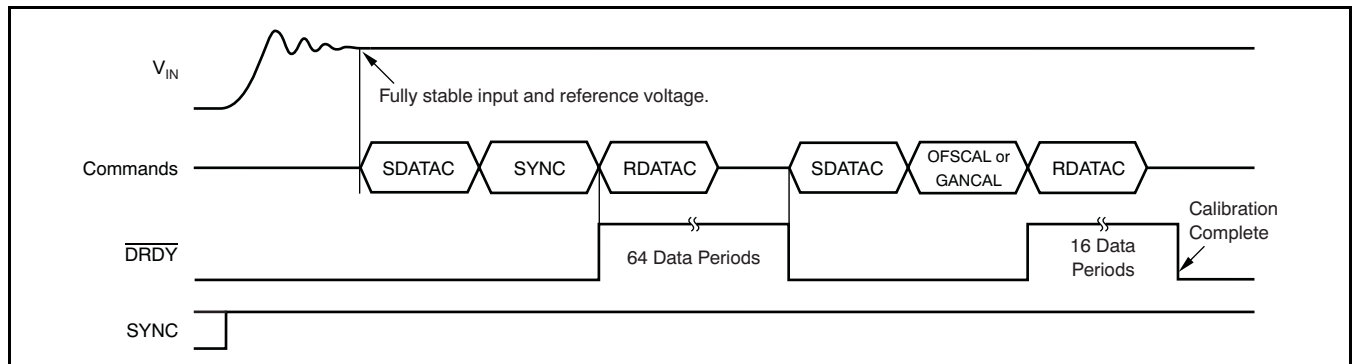 VIN
Fully stable input and reference voltage.
Commands
SDATAC
SYNC
RDATAC
SDATAC
OFSCAL or
GANCAL
RDATAC
Calibration
Complete
DRDY
64 Data Periods
16 Data
Periods
SYNC